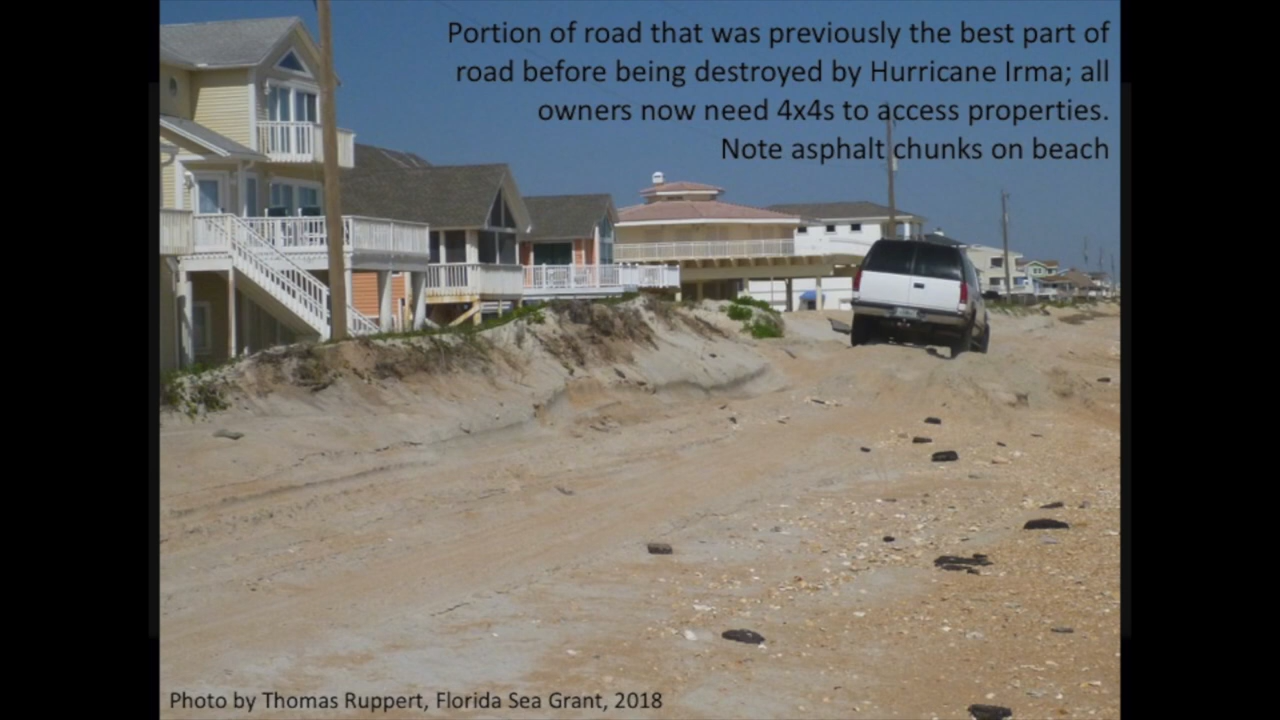 Portion of road that was previously the best part of
road before being destroyed by Hurricane Irma; all
owners now need 4x4s to access properties.
Note asphalt chunks on beach
Photo by Thomas Ruppert, Florida Sea Grant, 2018